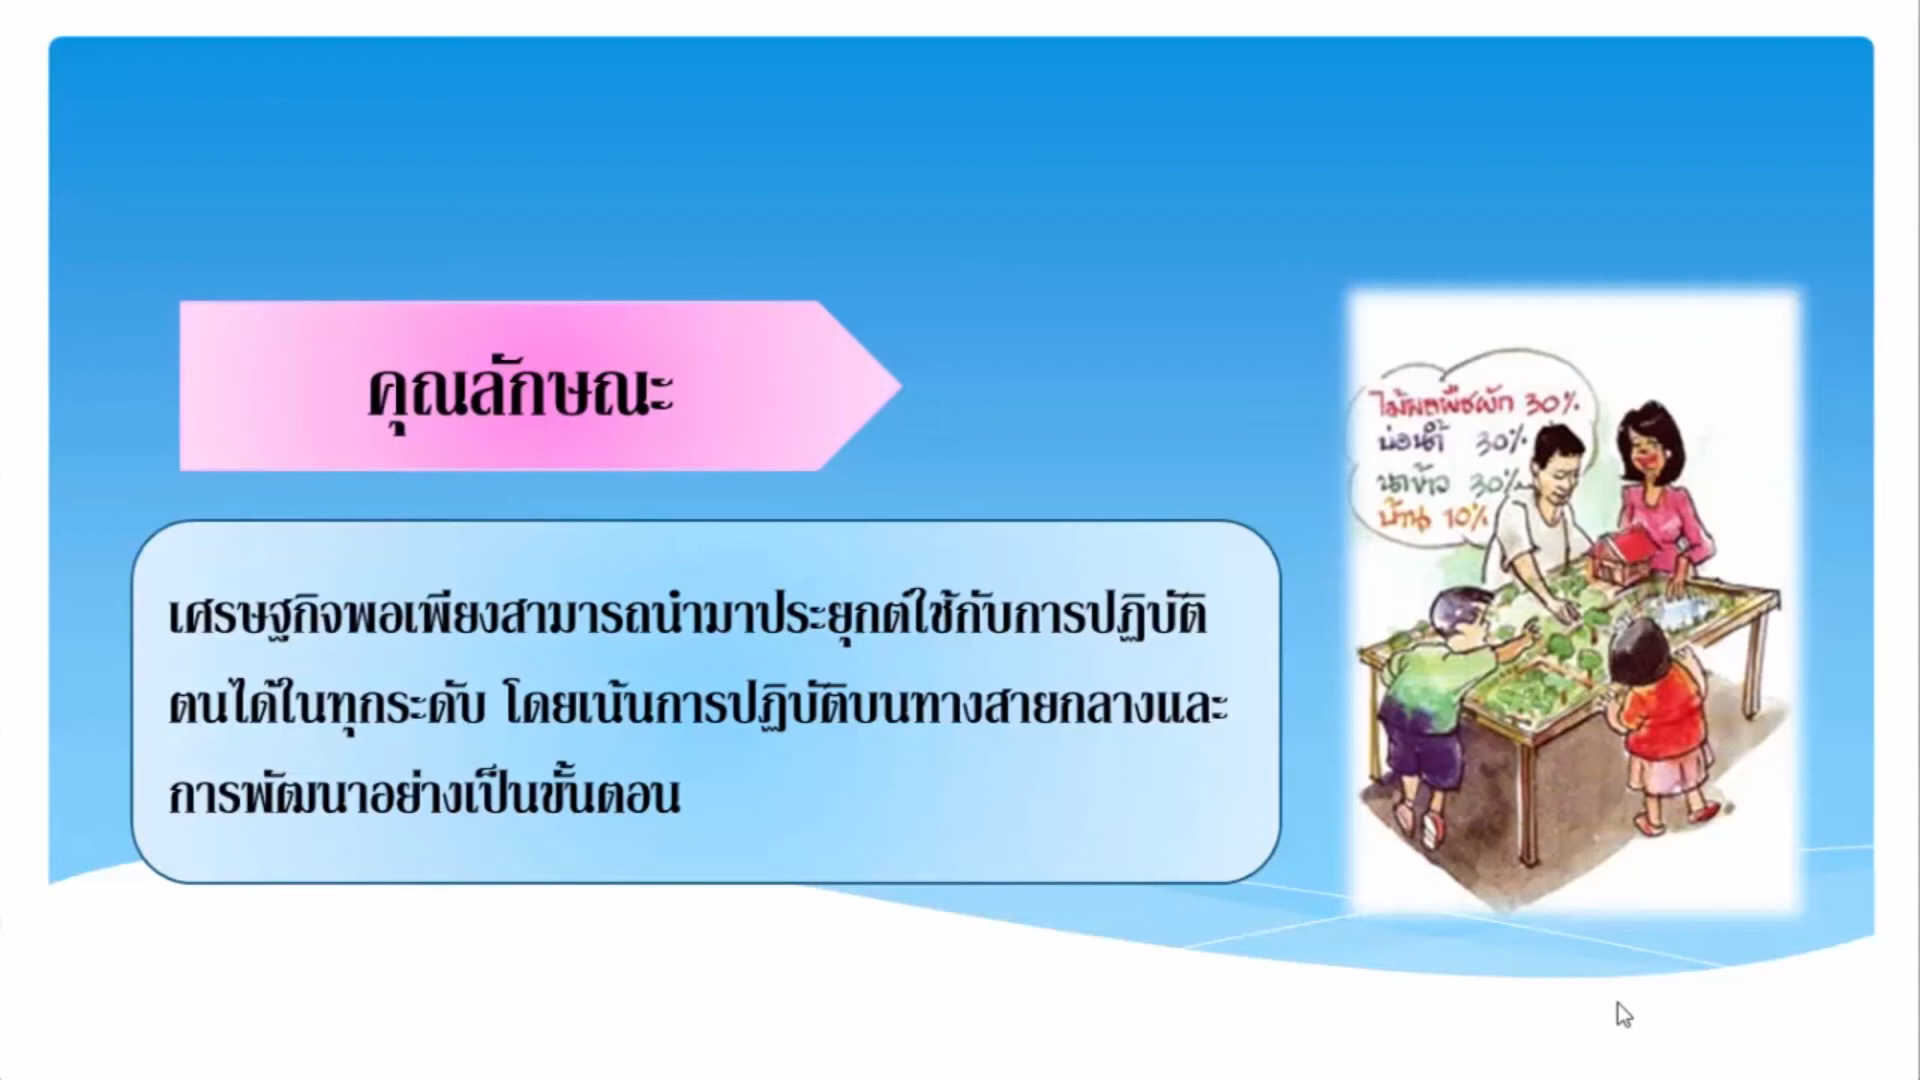 คุณลักษณะ
เศรษฐกิจพอเพียงสามารถนำมาประยุกต์ใช้กับการปฏิบัติ
ตนได้ในทุกระดับ โดยเน้นการปฏิบัติบนทางสายกลางและ
การพัฒนาอย่างเป็นขั้นตอน
ไม้ผลพืชผัก 30%
บ่อน้ำ 30%
นาข้าว 30%
บ้าน 10%